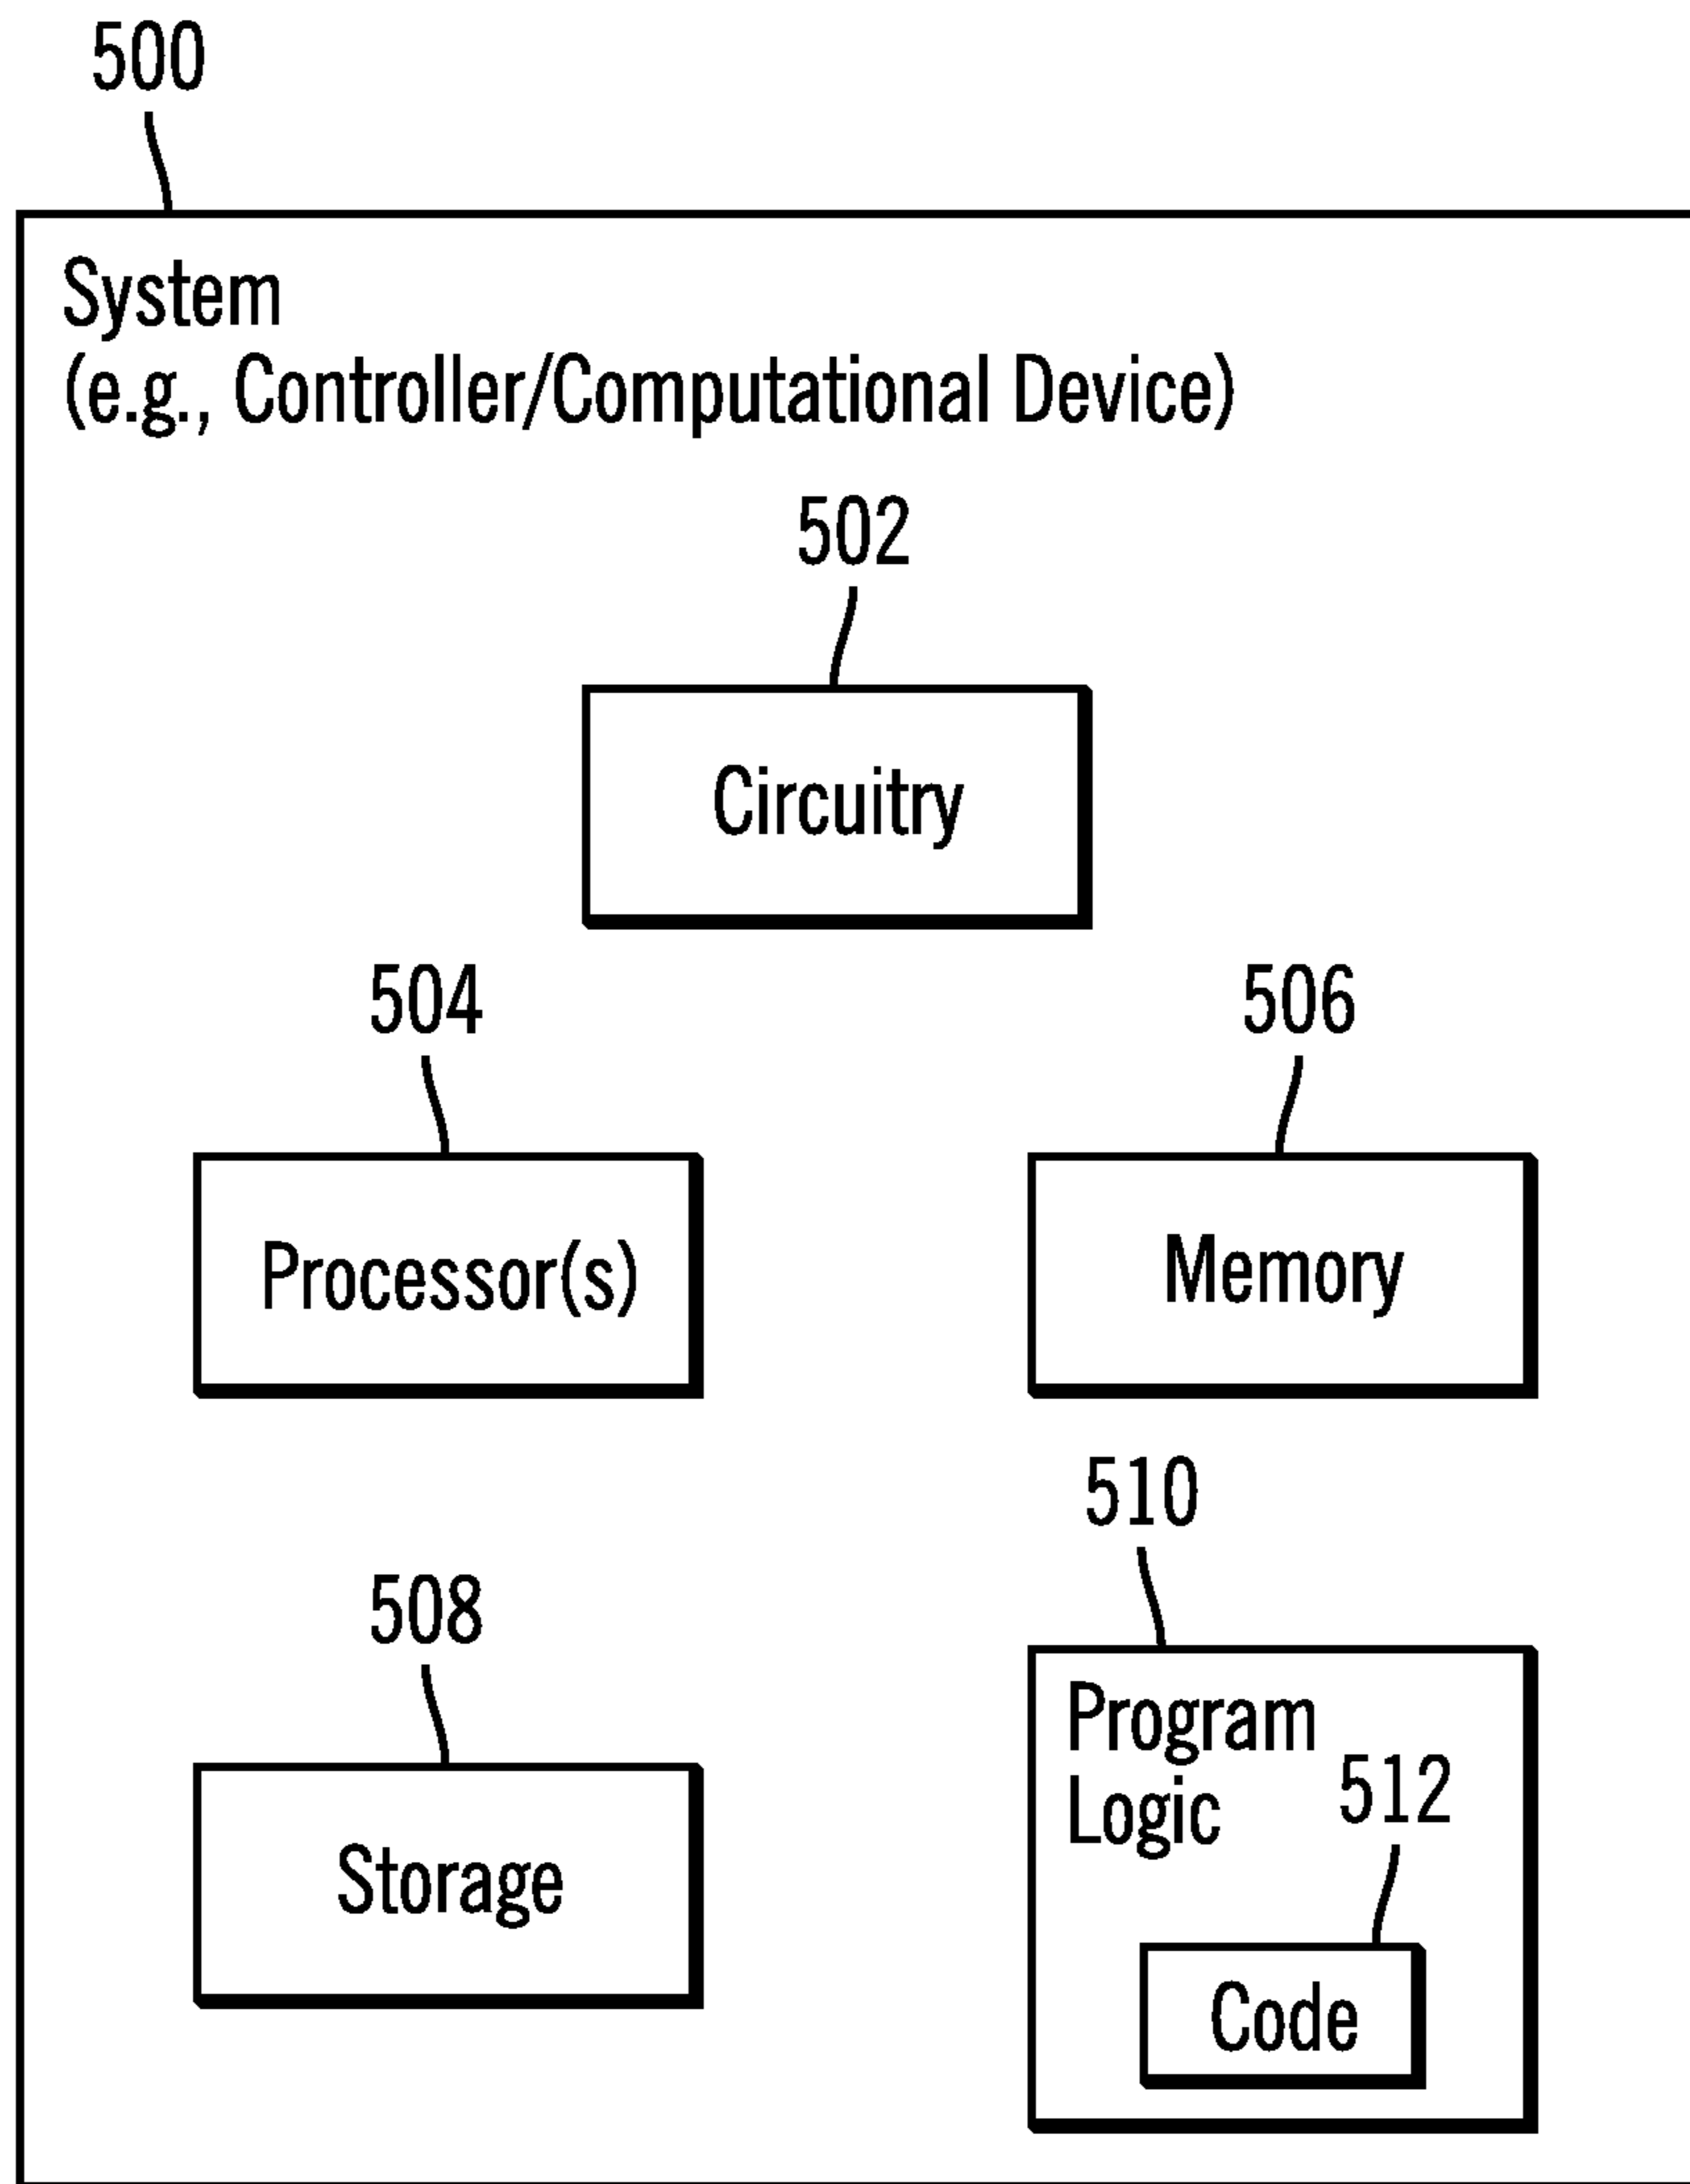 500
System
(e.g., Controller/Computational Device)
502
Circuitry
504
506
Processor(s)
Memory
510
508
Program
Logic
512
Storage
Code